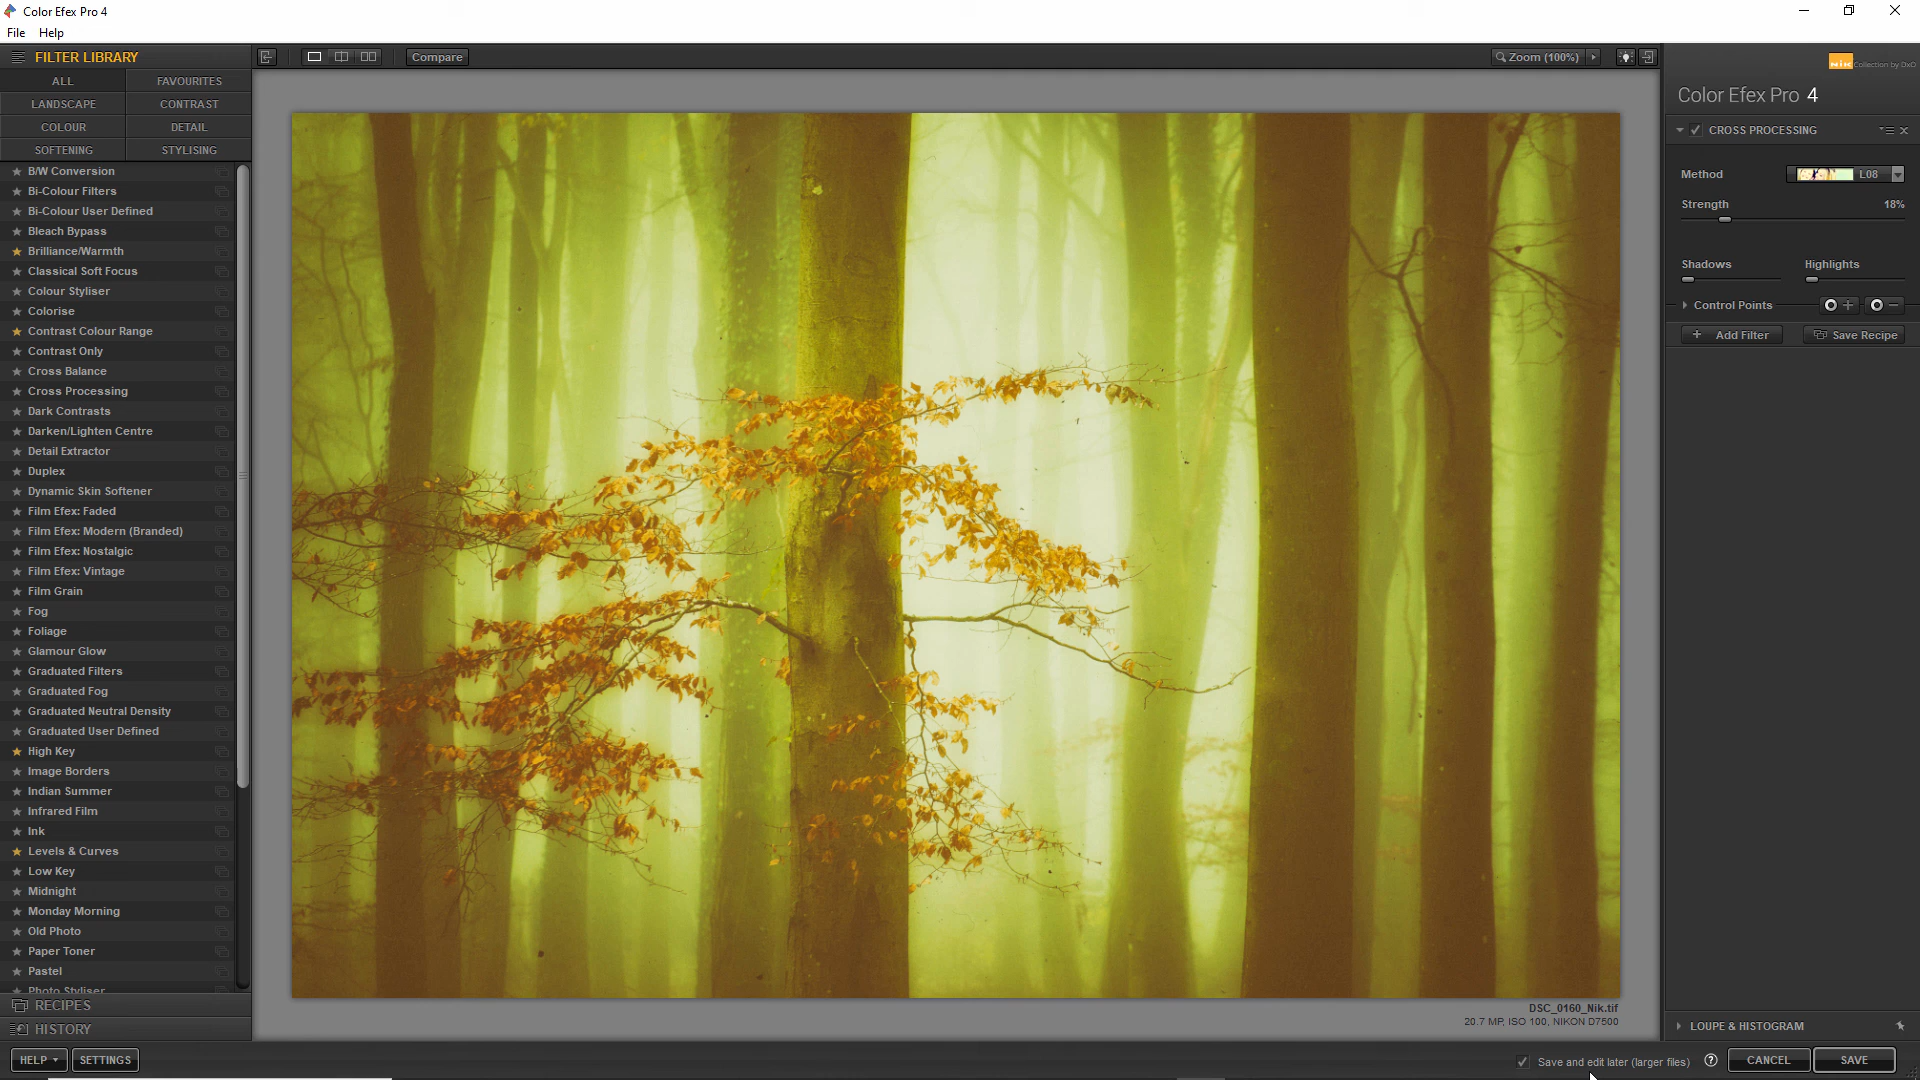 Color Efex Pro 4
File Help
FILTER LIBRARY
Compare
Zoom (100%)
ALL
FAVOURITES
LANDSCAPE
CONTRAST
COLOUR
DETAIL
SOFTENING
STYLISING
B/W Conversion
Bi-Colour Filters
Bi-Colour User Defined
Bleach Bypass
Brilliance/Warmth
Classical Soft Focus
Colour Styliser
Colorise
Contrast Colour Range
Contrast Only
Cross Balance
Cross Processing
Dark Contrasts
Darken/Lighten Centre
Detail Extractor
Duplex
Dynamic Skin Softener
Film Efex: Faded
Film Efex: Modern (Branded)
Film Efex: Nostalgic
Film Efex: Vintage
Film Grain
Fog
Foliage
Glamour Glow
Graduated Filters
Graduated Fog
Graduated Neutral Density
Graduated User Defined
High Key
Image Borders
Indian Summer
Infrared Film
Ink
Levels & Curves
Low Key
Midnight
Monday Morning
Old Photo
Paper Toner
Pastel
Photo Styliser
RECIPES
HISTORY
HELP
SETTINGS
DSC_0160_Nik.tif
20.7 MP, ISO 100, NIKON D7500
Nik Collection by DxO
Color Efex Pro 4
CROSS PROCESSING
Method L08
Strength 18%
Shadows Highlights
Control Points
Add Filter
Save Recipe
LOUPE & HISTOGRAM
Save and edit later (larger files)
CANCEL
SAVE